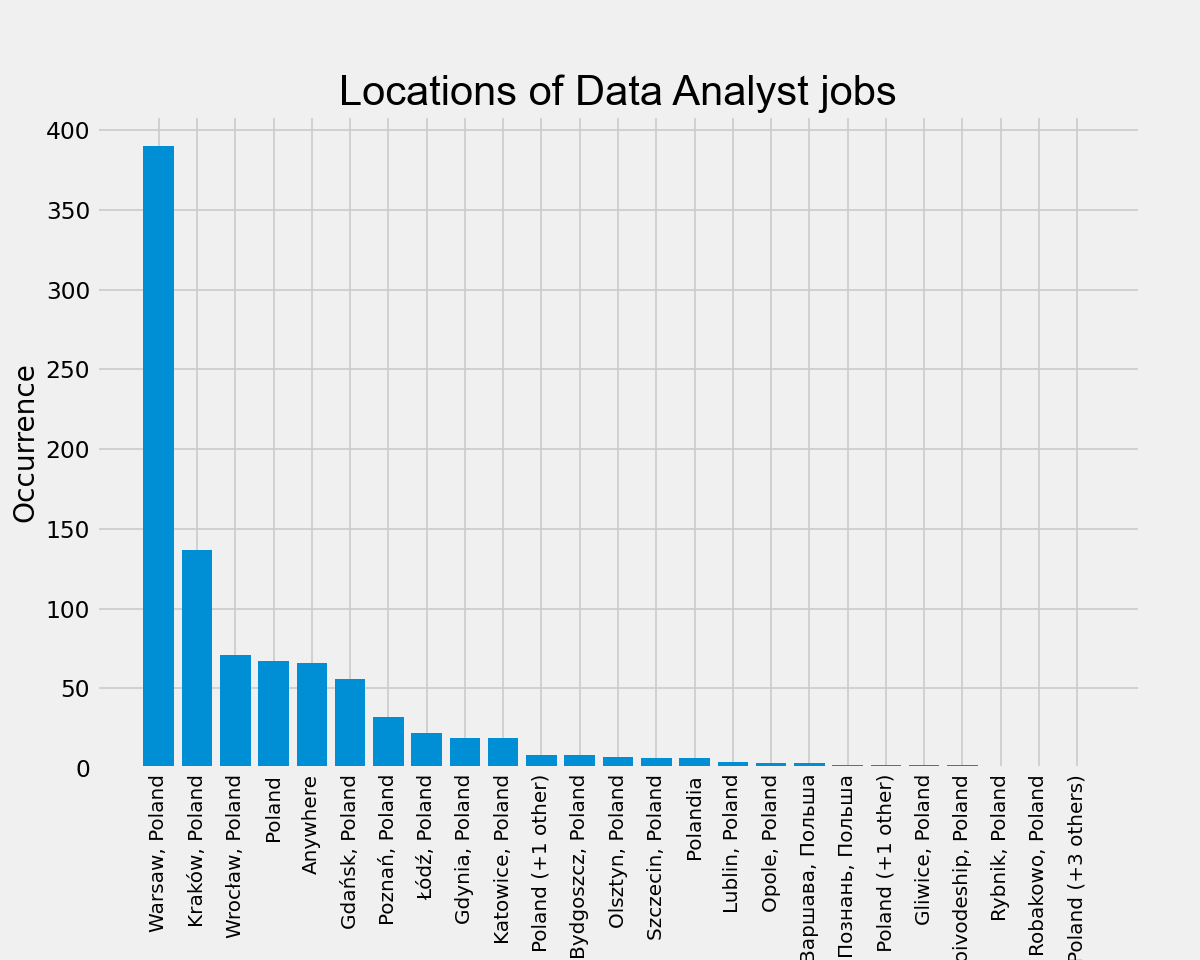 Locations of Data Analyst jobs
Occurrence
400
350
300
250
200
150
100
50
0
Warsaw, Poland
Kraków, Poland
Wrocław, Poland
Poland
Anywhere
Gdańsk, Poland
Poznań, Poland
Łódź, Poland
Gdynia, Poland
Katowice, Poland
Poland (+1 other)
Bydgoszcz, Poland
Olsztyn, Poland
Szczecin, Poland
Polandia
Lublin, Poland
Opole, Poland
Варшава, Польша
Познань, Польша
Poland (+1 other)
Gliwice, Poland
oivodeship, Poland
Rybnik, Poland
Robakowo, Poland
Poland (+3 others)